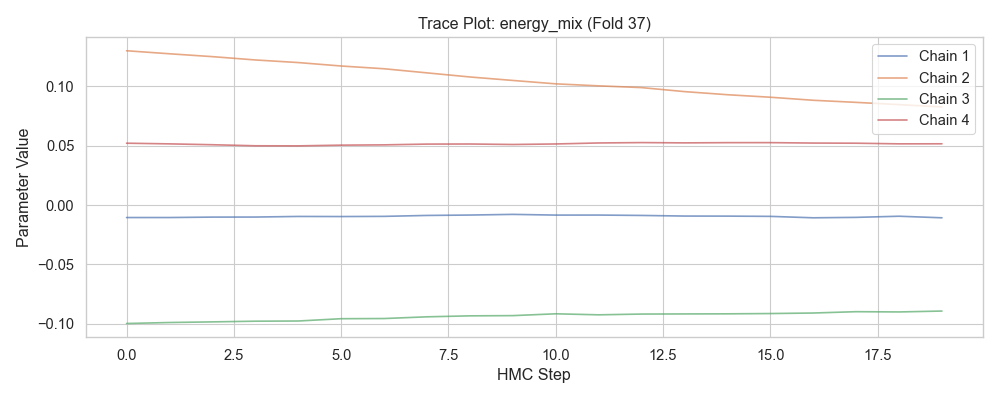 Trace Plot: energy_mix (Fold 37)
Chain 1
Chain 2
Chain 3
Chain 4
Parameter Value
0.10
0.05
0.00
−0.05
−0.10
0.0 2.5 5.0 7.5 10.0 12.5 15.0 17.5
HMC Step